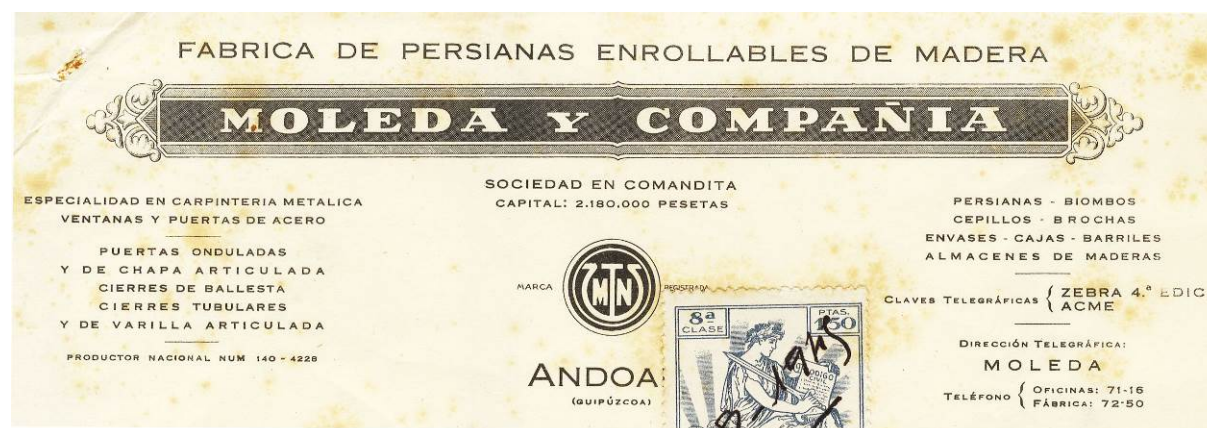 FABRICA DE PERSIANAS ENROLLABLES DE MADERA
MOLEDA Y COMPAÑIA
SOCIEDAD EN COMANDITA
CAPITAL: 2.180.000 PESETAS
ESPECIALIDAD EN CARPINTERIA METALICA
VENTANAS Y PUERTAS DE ACERO
PUERTAS ONDULADAS
Y DE CHAPA ARTICULADA
CIERRES DE BALLESTA
CIERRES TUBULARES
Y DE VARILLA ARTICULADA
PRODUCTOR NACIONAL NUM 140 - 4228
MARCA REGISTRADA
ANDOA
(GUIPÚZCOA)
8ª CLASE
PTAS. 1'50
PERSIANAS - BIOMBOS
CEPILLOS - BROCHAS
ENVASES - CAJAS - BARRILES
ALMACENES DE MADERAS
CLAVES TELEGRÁFICAS { ZEBRA 4.ª EDIC
ACME
DIRECCIÓN TELEGRÁFICA:
MOLEDA
TELÉFONO { OFICINAS: 71-16
FÁBRICA: 72-50